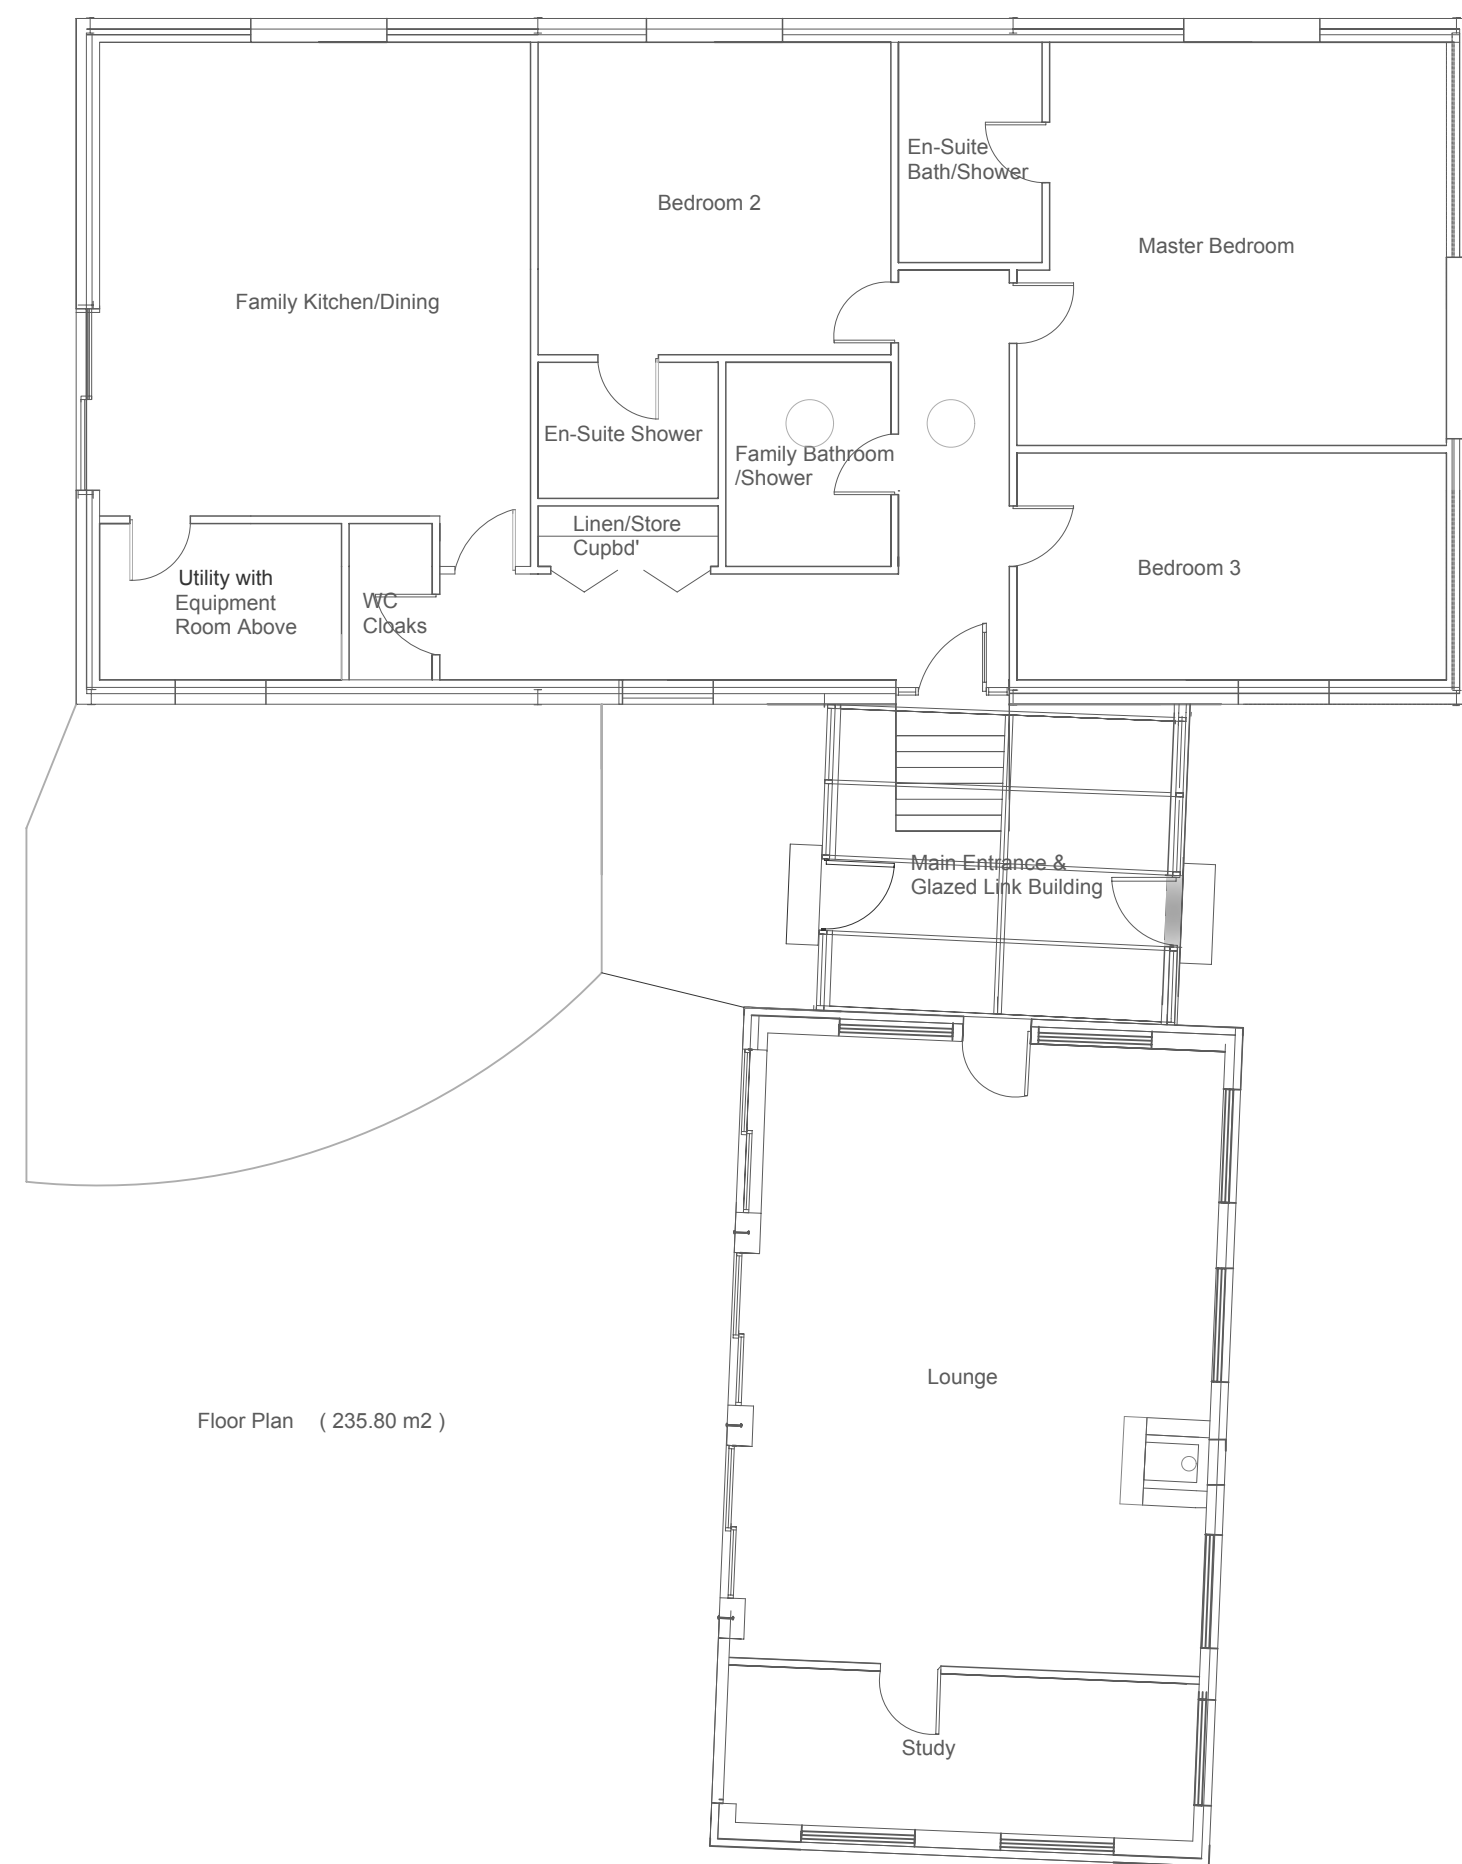 En-Suite
Bath/Shower
Bedroom 2
Master Bedroom
Family Kitchen/Dining
En-Suite Shower
Family Bathroom
/Shower
Linen/Store
Cupbd'
Bedroom 3
Utility with
Equipment
Room Above
WC
Cloaks
Main Entrance &
Glazed Link Building
Lounge
Floor Plan ( 235.80 m2 )
Study